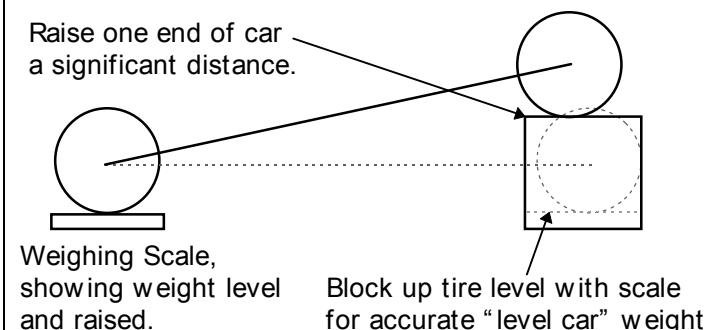 Raise one end of car
a significant distance.
Weighing Scale,
showing weight level
and raised.
Block up tire level with scale
for accurate “level car” weight